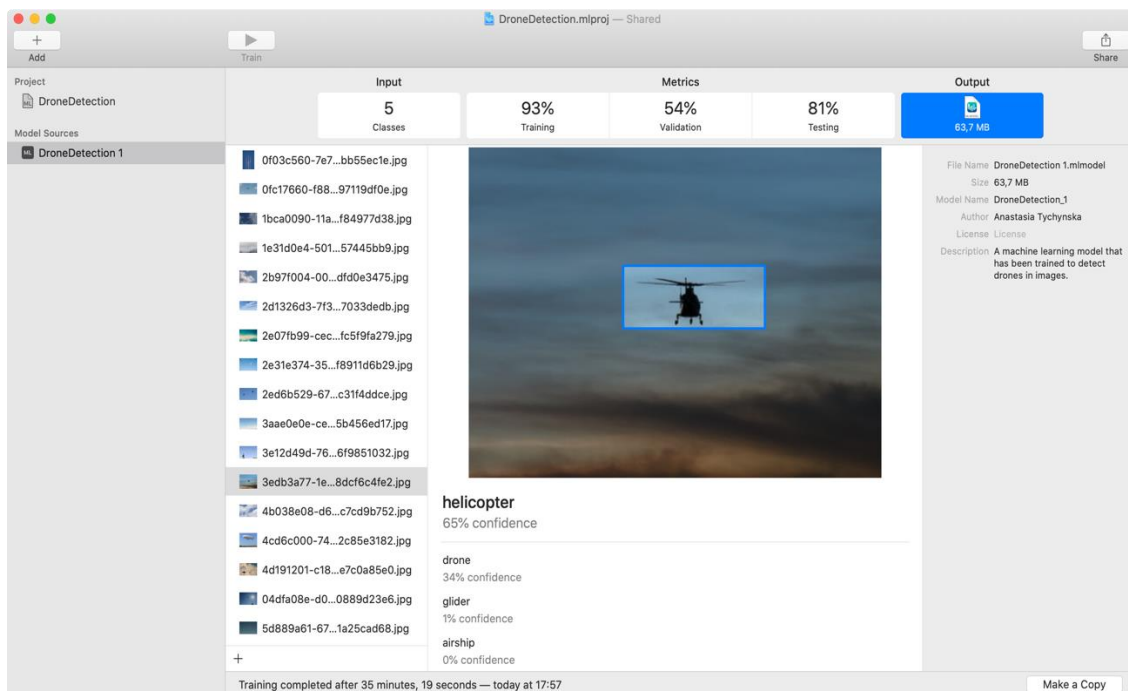 DroneDetection.mlproj — Shared
Add
Train
Share
Project
DroneDetection
Model Sources
ML DroneDetection 1
Input
Metrics
Output
5
Classes
93%
Training
54%
Validation
81%
Testing
63,7 MB
0f03c560-7e7...bb55ec1e.jpg
0fc17660-f88...97119df0e.jpg
1bca0090-11a...f84977d38.jpg
1e31d0e4-501...57445bb9.jpg
2b97f004-00...dfd0e3475.jpg
2d1326d3-7f3...7033dedb.jpg
2e07fb99-cec...fc5f9fa279.jpg
2e31e374-35...f8911d6b29.jpg
2ed6b529-67...c31f4ddce.jpg
3aae0e0e-ce...5b456ed17.jpg
3e12d49d-76...6f9851032.jpg
3edb3a77-1e...8dcf6c4fe2.jpg
4b038e08-d6...c7cd9b752.jpg
4cd6c000-74...2c85e3182.jpg
4d191201-c18...e7c0a85e0.jpg
04dfa08e-d0...0889d23e6.jpg
5d889a61-67...1a25cad68.jpg
helicopter
65% confidence
drone
34% confidence
glider
1% confidence
airship
0% confidence
File Name DroneDetection 1.mlmodel
Size 63,7 MB
Model Name DroneDetection_1
Author Anastasia Tychynska
License License
Description A machine learning model that
has been trained to detect
drones in images.
Training completed after 35 minutes, 19 seconds — today at 17:57
Make a Copy